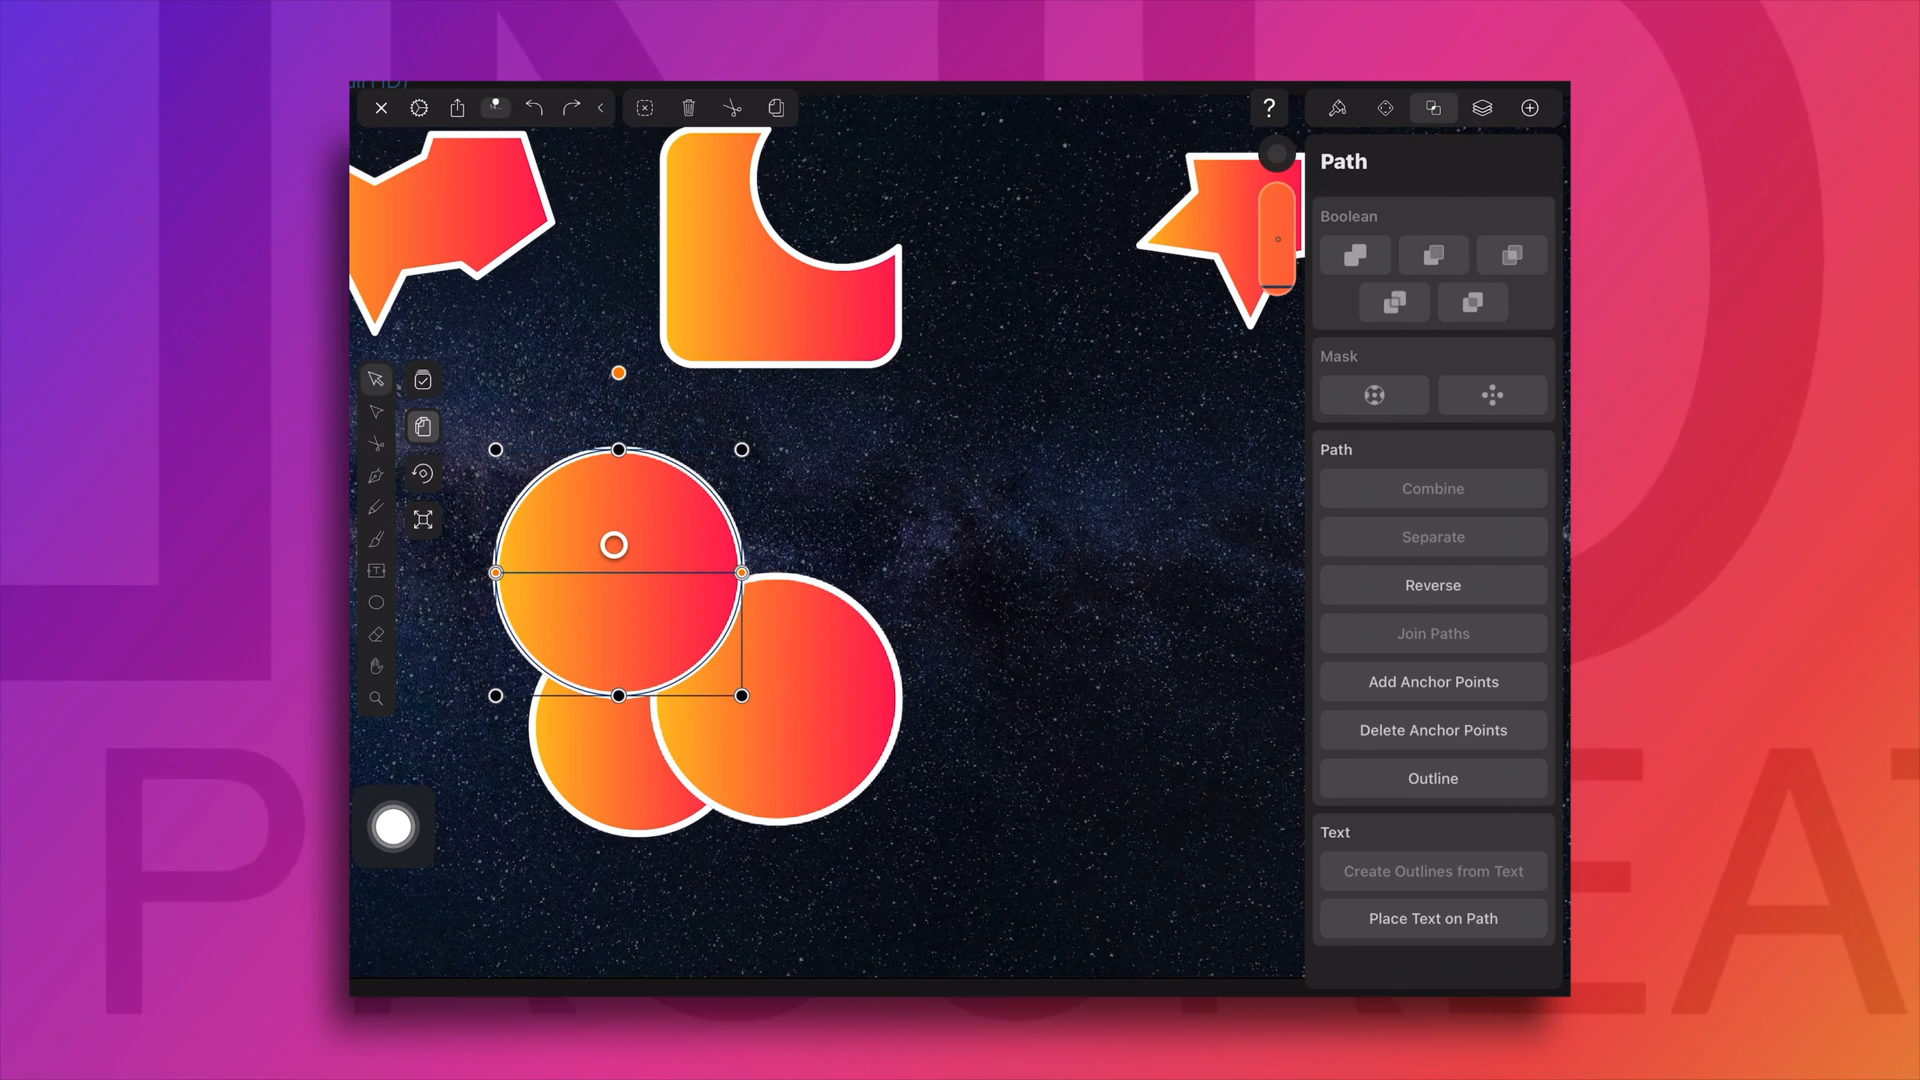 ?
Path
Boolean
Mask
Path
Combine
Separate
Reverse
Join Paths
Add Anchor Points
Delete Anchor Points
Outline
Text
Create Outlines from Text
Place Text on Path